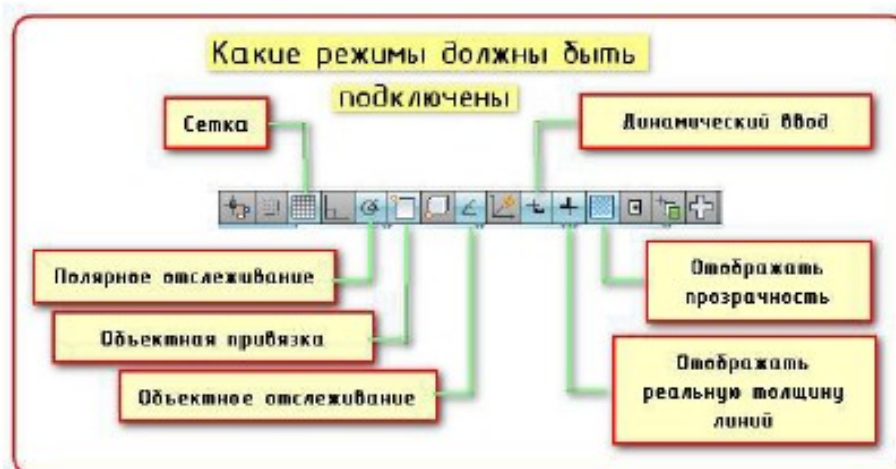 Какие режимы должны быть
подключены
Сетка
Динамический ввод
Полярное отслеживание
Объектная привязка
Объектное отслеживание
Отображать
прозрачность
Отображать
реальную толщину
линий